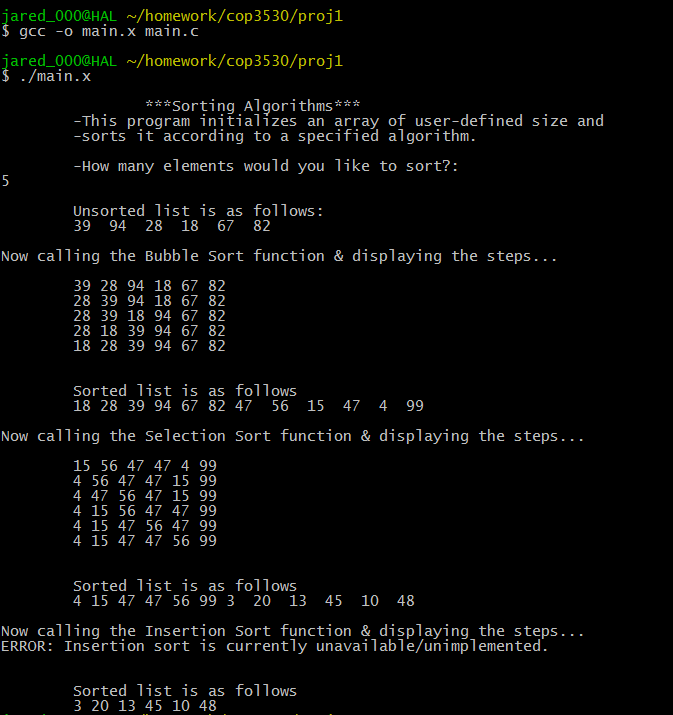 jared_000@HAL ~/homework/cop3530/proj1
$ gcc -o main.x main.c
jared_000@HAL ~/homework/cop3530/proj1
$ ./main.x
***Sorting Algorithms***
-This program initializes an array of user-defined size and
-sorts it according to a specified algorithm.
-How many elements would you like to sort?:
5
Unsorted list is as follows:
39 94 28 18 67 82
Now calling the Bubble Sort function & displaying the steps...
39 28 94 18 67 82
28 39 94 18 67 82
28 39 18 94 67 82
28 18 39 94 67 82
18 28 39 94 67 82
Sorted list is as follows
18 28 39 94 67 82 47 56 15 47 4 99
Now calling the Selection Sort function & displaying the steps...
15 56 47 47 4 99
4 56 47 47 15 99
4 47 56 47 15 99
4 15 56 47 47 99
4 15 47 56 47 99
4 15 47 47 56 99
Sorted list is as follows
4 15 47 47 56 99 3 20 13 45 10 48
Now calling the Insertion Sort function & displaying the steps...
ERROR: Insertion sort is currently unavailable/unimplemented.
Sorted list is as follows
3 20 13 45 10 48